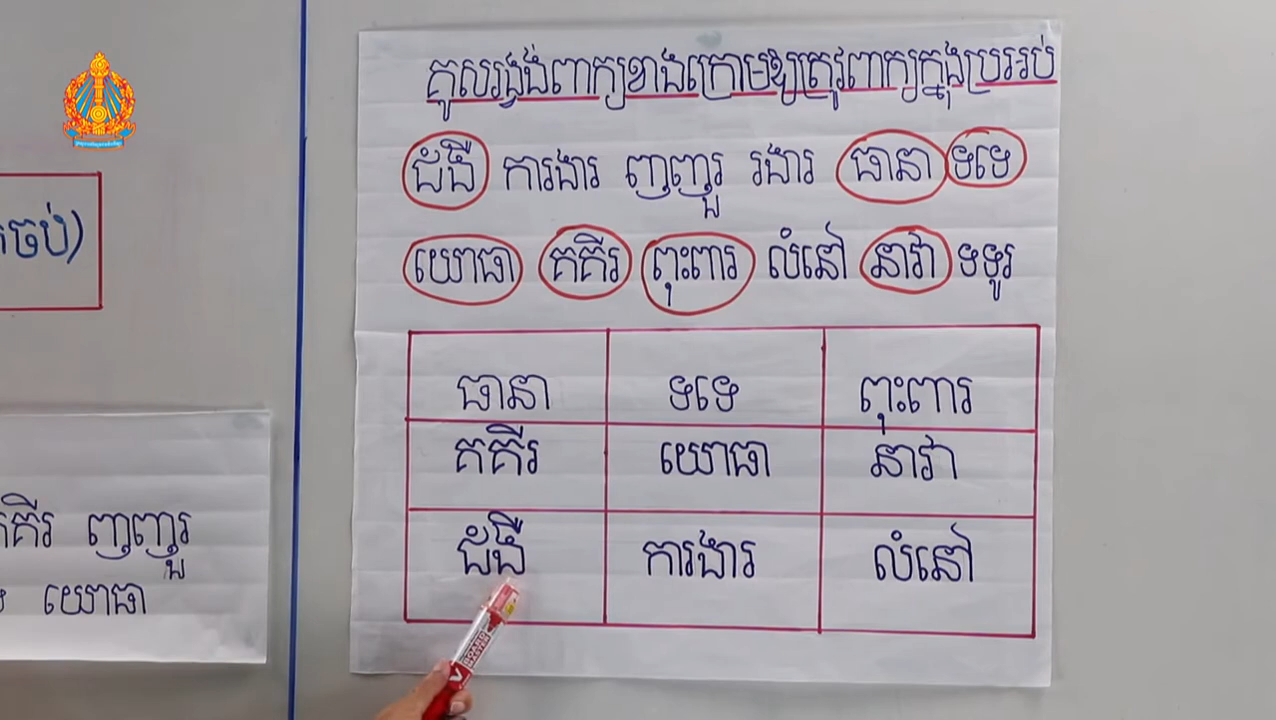 គូសរង្វង់ពាក្យខាងក្រោមឱ្យត្រូវពាក្យក្នុងប្រអប់
ជំងឺ ការងារ ញញួរ រងារ ធានា ទទេ
យោធា គគីរ ពុះពារ លំនៅ នាវា ទទូរ
ធានា ទទេ ពុះពារ
គគីរ យោធា នាវា
ជំងឺ ការងារ លំនៅ
ចប់)
គគីរ ញញួរ
យោធា
BOARD MASTER